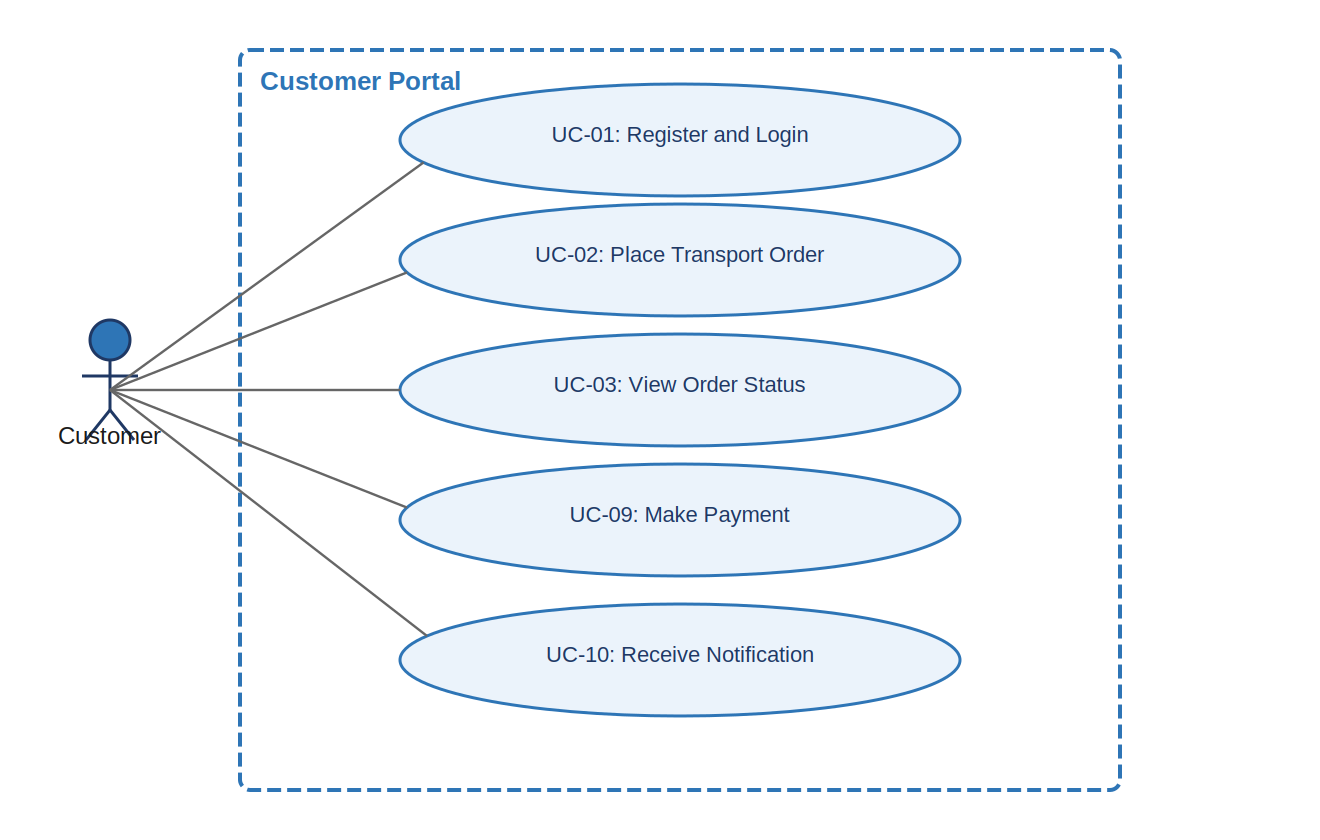 Customer Portal
UC-01: Register and Login
UC-02: Place Transport Order
UC-03: View Order Status
Customer
UC-09: Make Payment
UC-10: Receive Notification